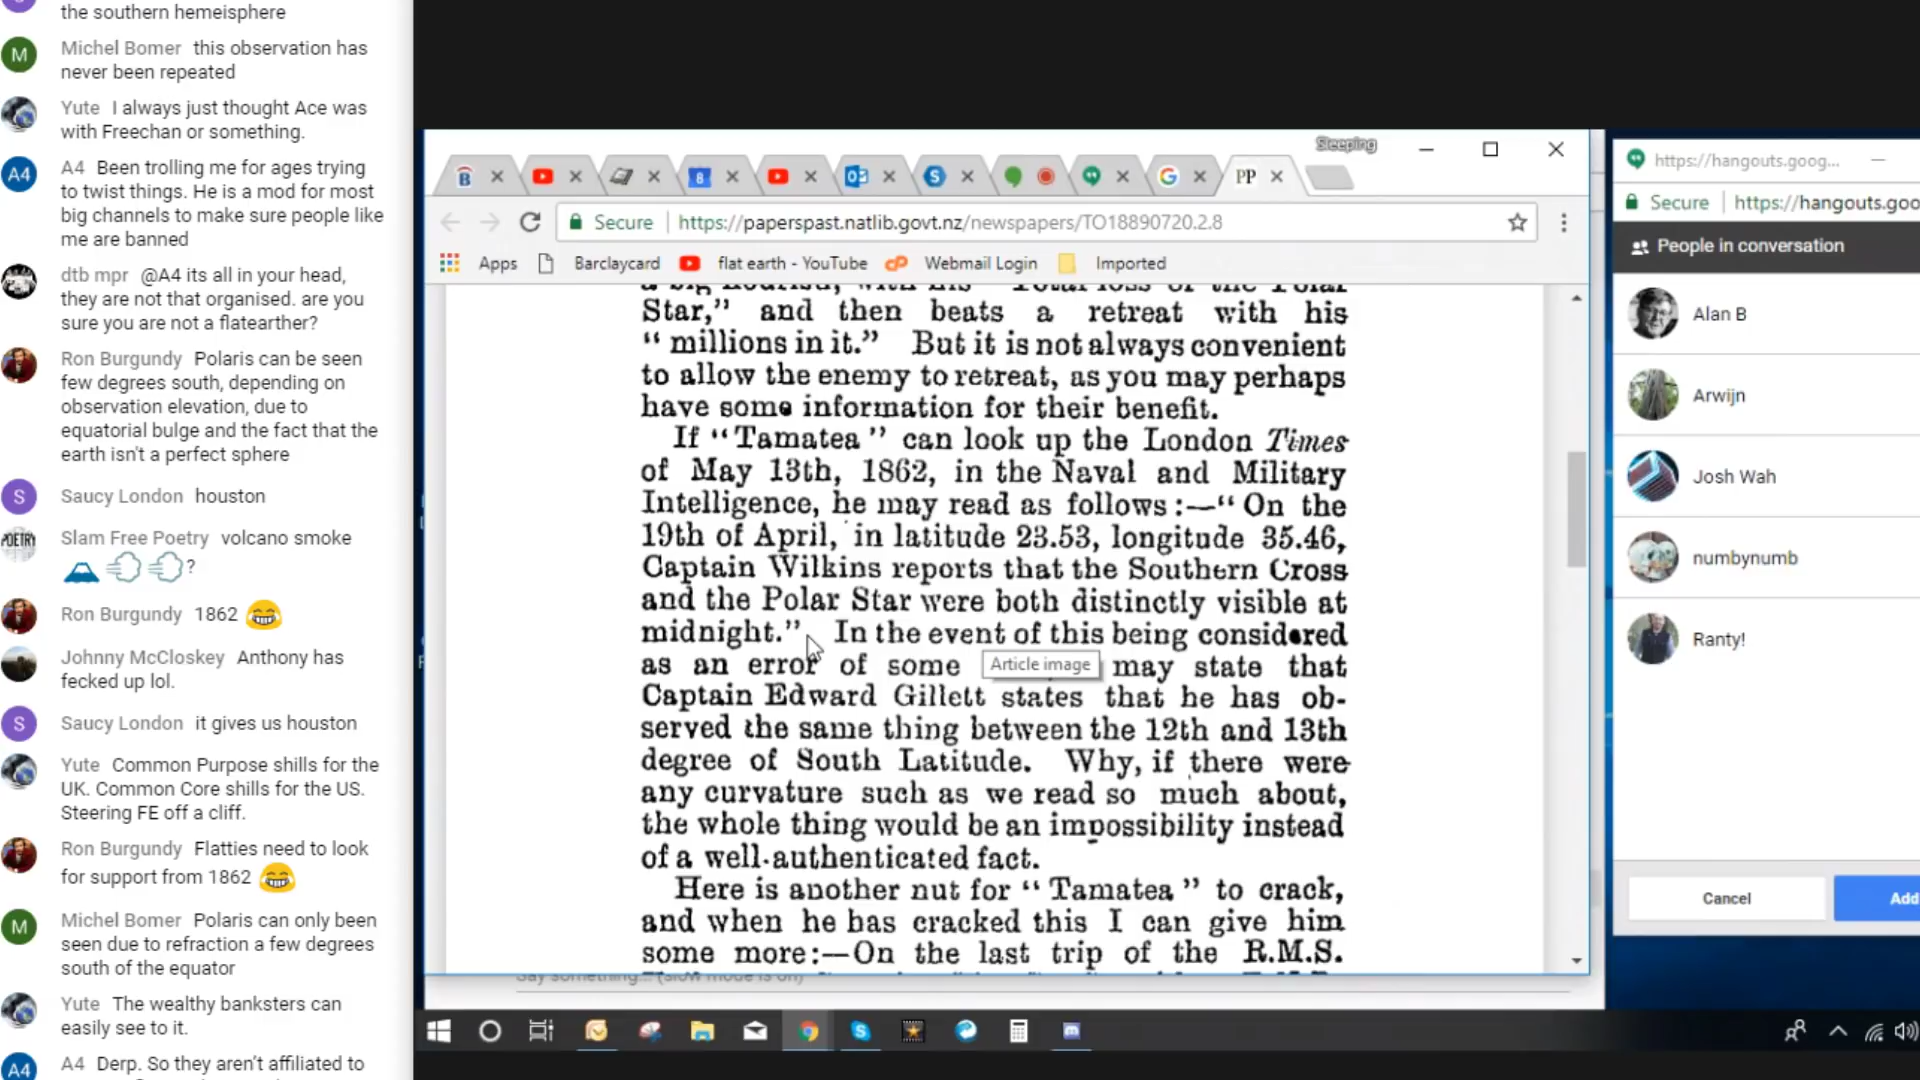 the southern hemeisphere
Michel Bomer this observation has
never been repeated
Yute I always just thought Ace was
with Freechan or something.
A4 Been trolling me for ages trying
to twist things. He is a mod for most
big channels to make sure people like
me are banned
dtb mpr @A4 its all in your head,
they are not that organised. are you
sure you are not a flatearther?
Ron Burgundy Polaris can be seen
few degrees south, depending on
observation elevation, due to
equatorial bulge and the fact that the
earth isn't a perfect sphere
Saucy London houston
Slam Free Poetry volcano smoke
?
Ron Burgundy 1862
Johnny McCloskey Anthony has
fecked up lol.
Saucy London it gives us houston
Yute Common Purpose shills for the
UK. Common Core shills for the US.
Steering FE off a cliff.
Ron Burgundy Flatties need to look
for support from 1862
Michel Bomer Polaris can only been
seen due to refraction a few degrees
south of the equator
Yute The wealthy banksters can
easily see to it.
A4 Derp. So they aren't affiliated to
Sleeping
PP
Secure https://paperspast.natlib.govt.nz/newspapers/TO18890720.2.8
Apps Barclaycard flat earth - YouTube Webmail Login Imported
a big flourish, with his "Total loss of the Polar
Star," and then beats a retreat with his
"millions in it." But it is not always convenient
to allow the enemy to retreat, as you may perhaps
have some information for their benefit.
If "Tamatea" can look up the London Times
of May 13th, 1862, in the Naval and Military
Intelligence, he may read as follows:—"On the
19th of April, in latitude 23.53, longitude 35.46,
Captain Wilkins reports that the Southern Cross
and the Polar Star were both distinctly visible at
midnight." In the event of this being considered
as an error of some may state that
Article image
Captain Edward Gillett states that he has ob-
served the same thing between the 12th and 13th
degree of South Latitude. Why, if there were
any curvature such as we read so much about,
the whole thing would be an impossibility instead
of a well-authenticated fact.
Here is another nut for "Tamatea" to crack,
and when he has cracked this I can give him
some more:—On the last trip of the R.M.S.
Say something... (slow mode is on)
https://hangouts.goog...
Secure https://hangouts.goo
People in conversation
Alan B
Arwijn
Josh Wah
numbynumb
Ranty!
Cancel
Add